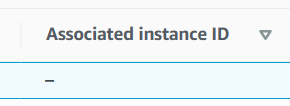 Associated instance ID
–